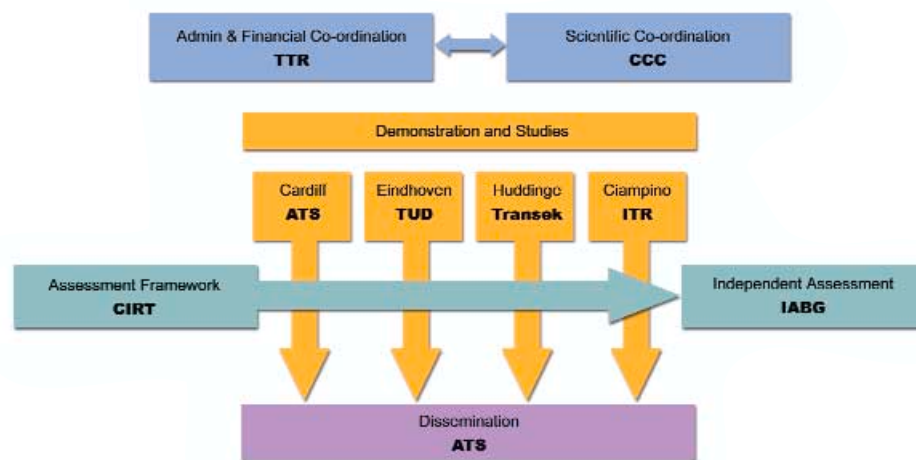 Admin & Financial Co-ordination
TTR
Scientific Co-ordination
CCC
Demonstration and Studies
Cardiff
ATS
Eindhoven
TUD
Huddinge
Transek
Ciampino
ITR
Assessment Framework
CIRT
Independent Assessment
IABG
Dissemination
ATS